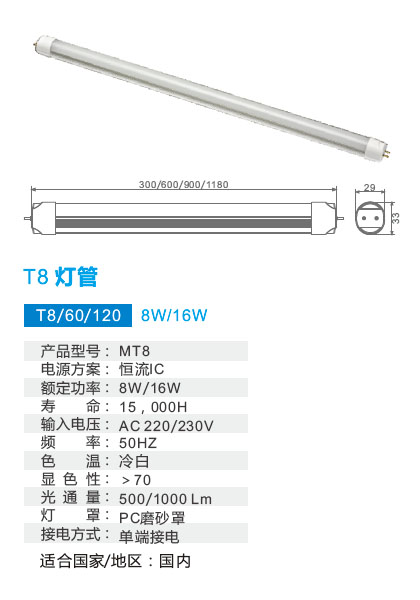 300/600/900/1180
29
33
T8 灯管
T8/60/120 8W/16W
产品型号：MT8
电源方案：恒流IC
额定功率：8W/16W
寿 命：15，000H
输入电压：AC 220/230V
频 率：50HZ
色 温：冷白
显 色 性：＞70
光 通 量：500/1000 Lm
灯 罩：PC磨砂罩
接电方式：单端接电
适合国家/地区：国内